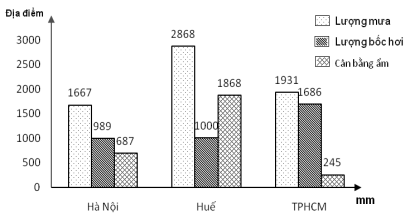 Địa điểm
3000
2500
2000
1500
1000
500
0
1667
989
687
2868
1000
1868
1931
1686
245
Hà Nội
Huế
TPHCM
mm
Lượng mưa
Lượng bốc hơi
Cân bằng ẩm